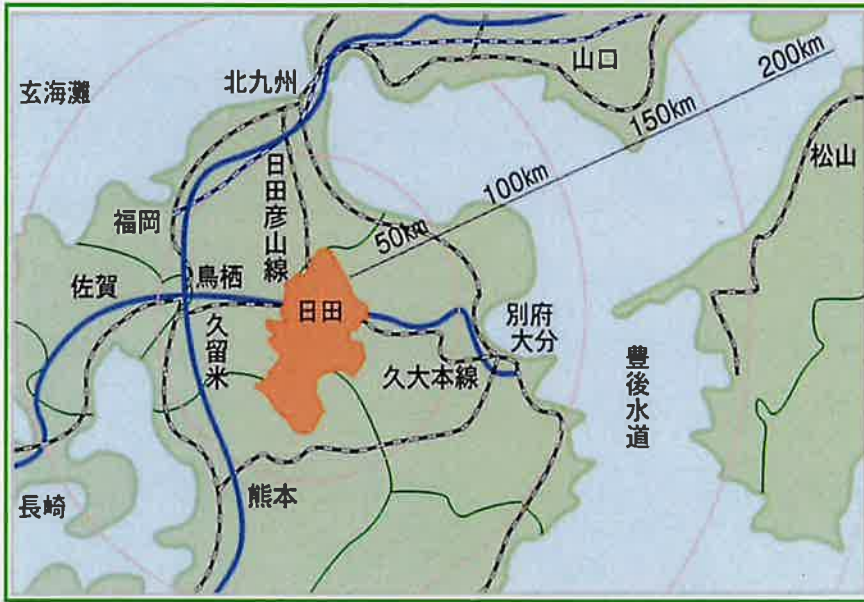 玄海灘
北九州
山口
200km
150km
松山
100km
日田彦山線
50km
福岡
佐賀
鳥栖
日田
別府
大分
久留米
久大本線
豊後水道
長崎
熊本